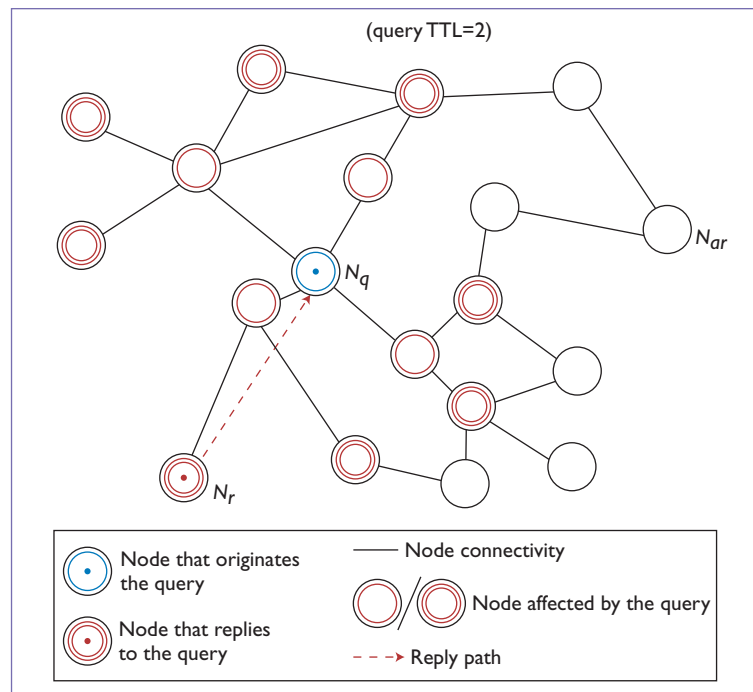 (query TTL=2)
Nar
Nq
Nr
Node that originates
the query
Node that replies
to the query
Node connectivity
Node affected by the query
Reply path